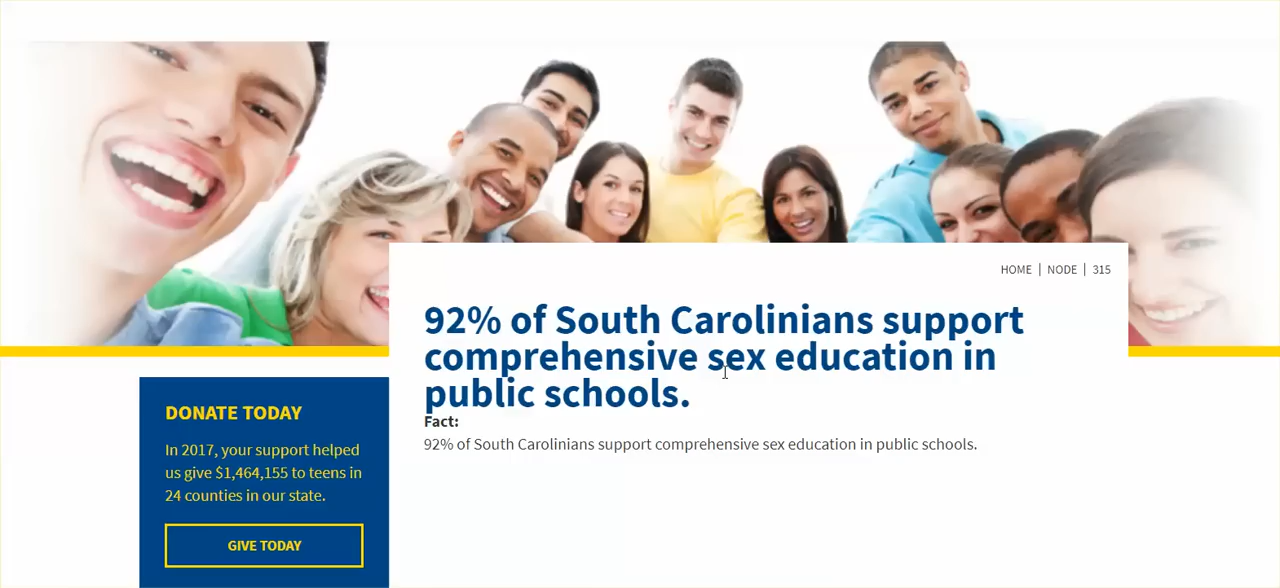 HOME | NODE | 315
92% of South Carolinians support
comprehensive sex education in
public schools.
Fact:
92% of South Carolinians support comprehensive sex education in public schools.
DONATE TODAY
In 2017, your support helped
us give $1,464,155 to teens in
24 counties in our state.
GIVE TODAY